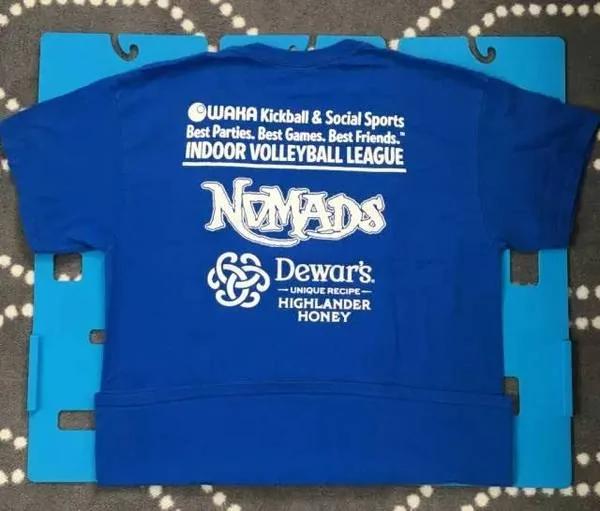 WAKA Kickball & Social Sports
Best Parties. Best Games. Best Friends.™
INDOOR VOLLEYBALL LEAGUE
NOMADS
Dewar's®
UNIQUE RECIPE
HIGHLANDER
HONEY